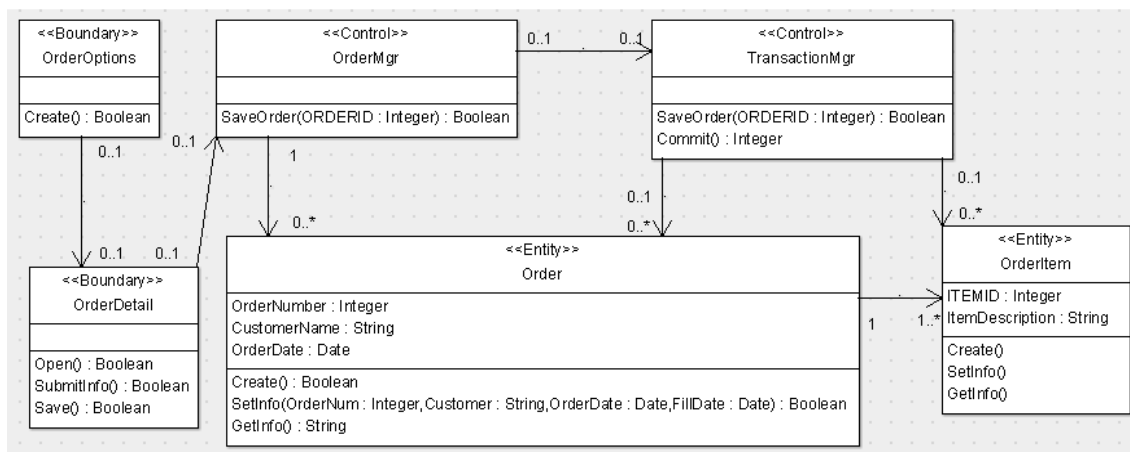 <<Boundary>>
OrderOptions
Create() : Boolean
<<Control>>
OrderMgr
SaveOrder(ORDERID : Integer) : Boolean
0..1
0..1
<<Control>>
TransactionMgr
SaveOrder(ORDERID : Integer) : Boolean
Commit() : Integer
0..1
0..1
0..1
0..1
1
0..*
0..1
0..*
0..1
0..*
<<Boundary>>
OrderDetail
Open() : Boolean
SubmitInfo() : Boolean
Save() : Boolean
<<Entity>>
Order
OrderNumber : Integer
CustomerName : String
OrderDate : Date
Create() : Boolean
SetInfo(OrderNum : Integer,Customer : String,OrderDate : Date,FillDate : Date) : Boolean
GetInfo() : String
1
1..*
<<Entity>>
OrderItem
ITEMID : Integer
ItemDescription : String
Create()
SetInfo()
GetInfo()